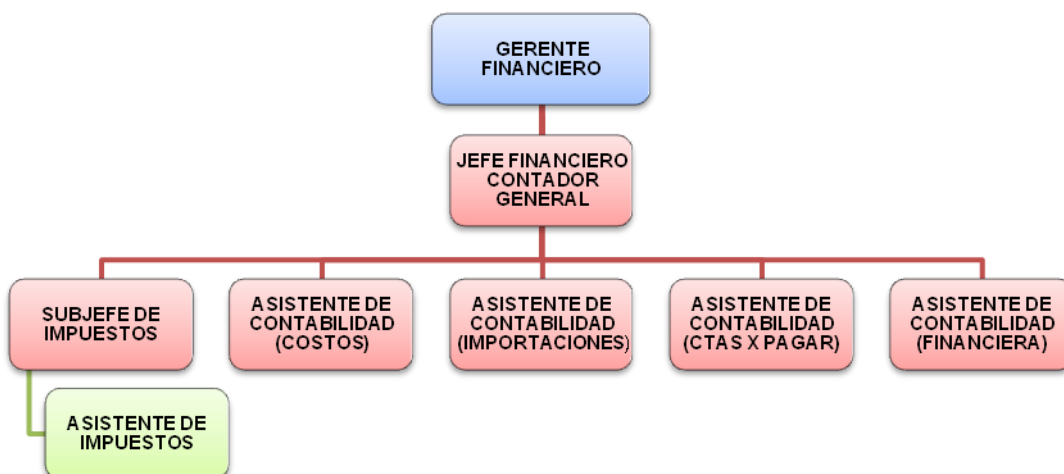 GERENTE
FINANCIERO
JEFE FINANCIERO
CONTADOR
GENERAL
SUBJEFE DE
IMPUESTOS
ASISTENTE DE
CONTABILIDAD
(COSTOS)
ASISTENTE DE
CONTABILIDAD
(IMPORTACIONES)
ASISTENTE DE
CONTABILIDAD
(CTAS X PAGAR)
ASISTENTE DE
CONTABILIDAD
(FINANCIERA)
ASISTENTE DE
IMPUESTOS